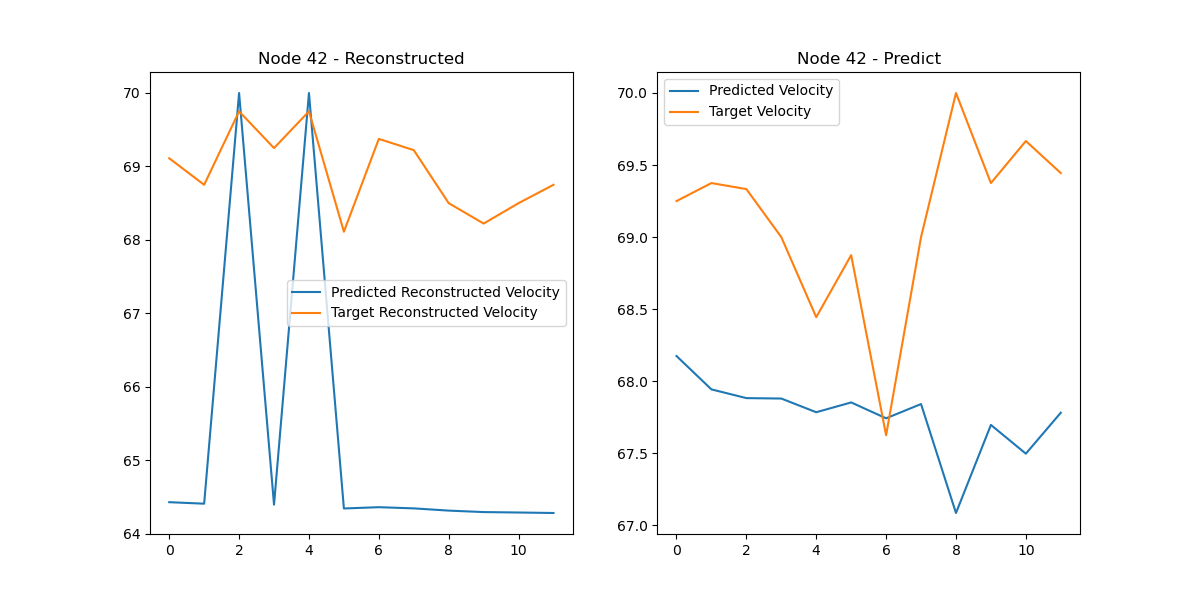 Node 42 - Reconstructed
70
69
68
67
66
65
64
0 2 4 6 8 10
Predicted Reconstructed Velocity
Target Reconstructed Velocity
Node 42 - Predict
70.0
69.5
69.0
68.5
68.0
67.5
67.0
0 2 4 6 8 10
Predicted Velocity
Target Velocity